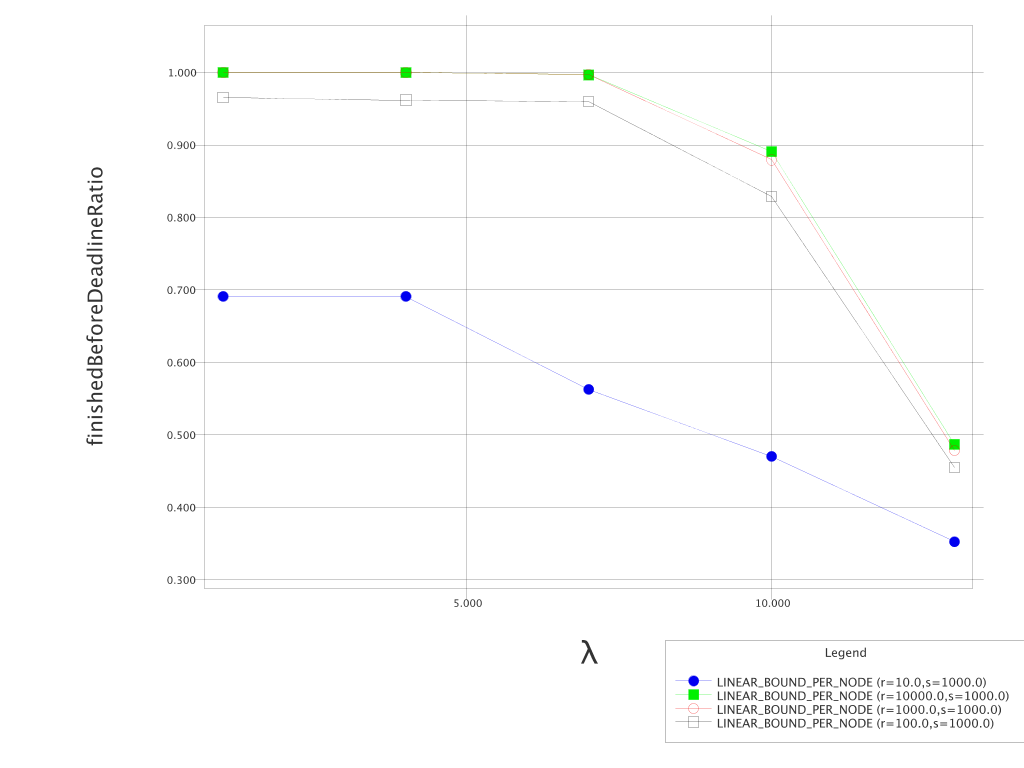 finishedBeforeDeadlineRatio
1.000
0.900
0.800
0.700
0.600
0.500
0.400
0.300
5.000
10.000
λ
Legend
LINEAR_BOUND_PER_NODE (r=10.0,s=1000.0)
LINEAR_BOUND_PER_NODE (r=10000.0,s=1000.0)
LINEAR_BOUND_PER_NODE (r=1000.0,s=1000.0)
LINEAR_BOUND_PER_NODE (r=100.0,s=1000.0)